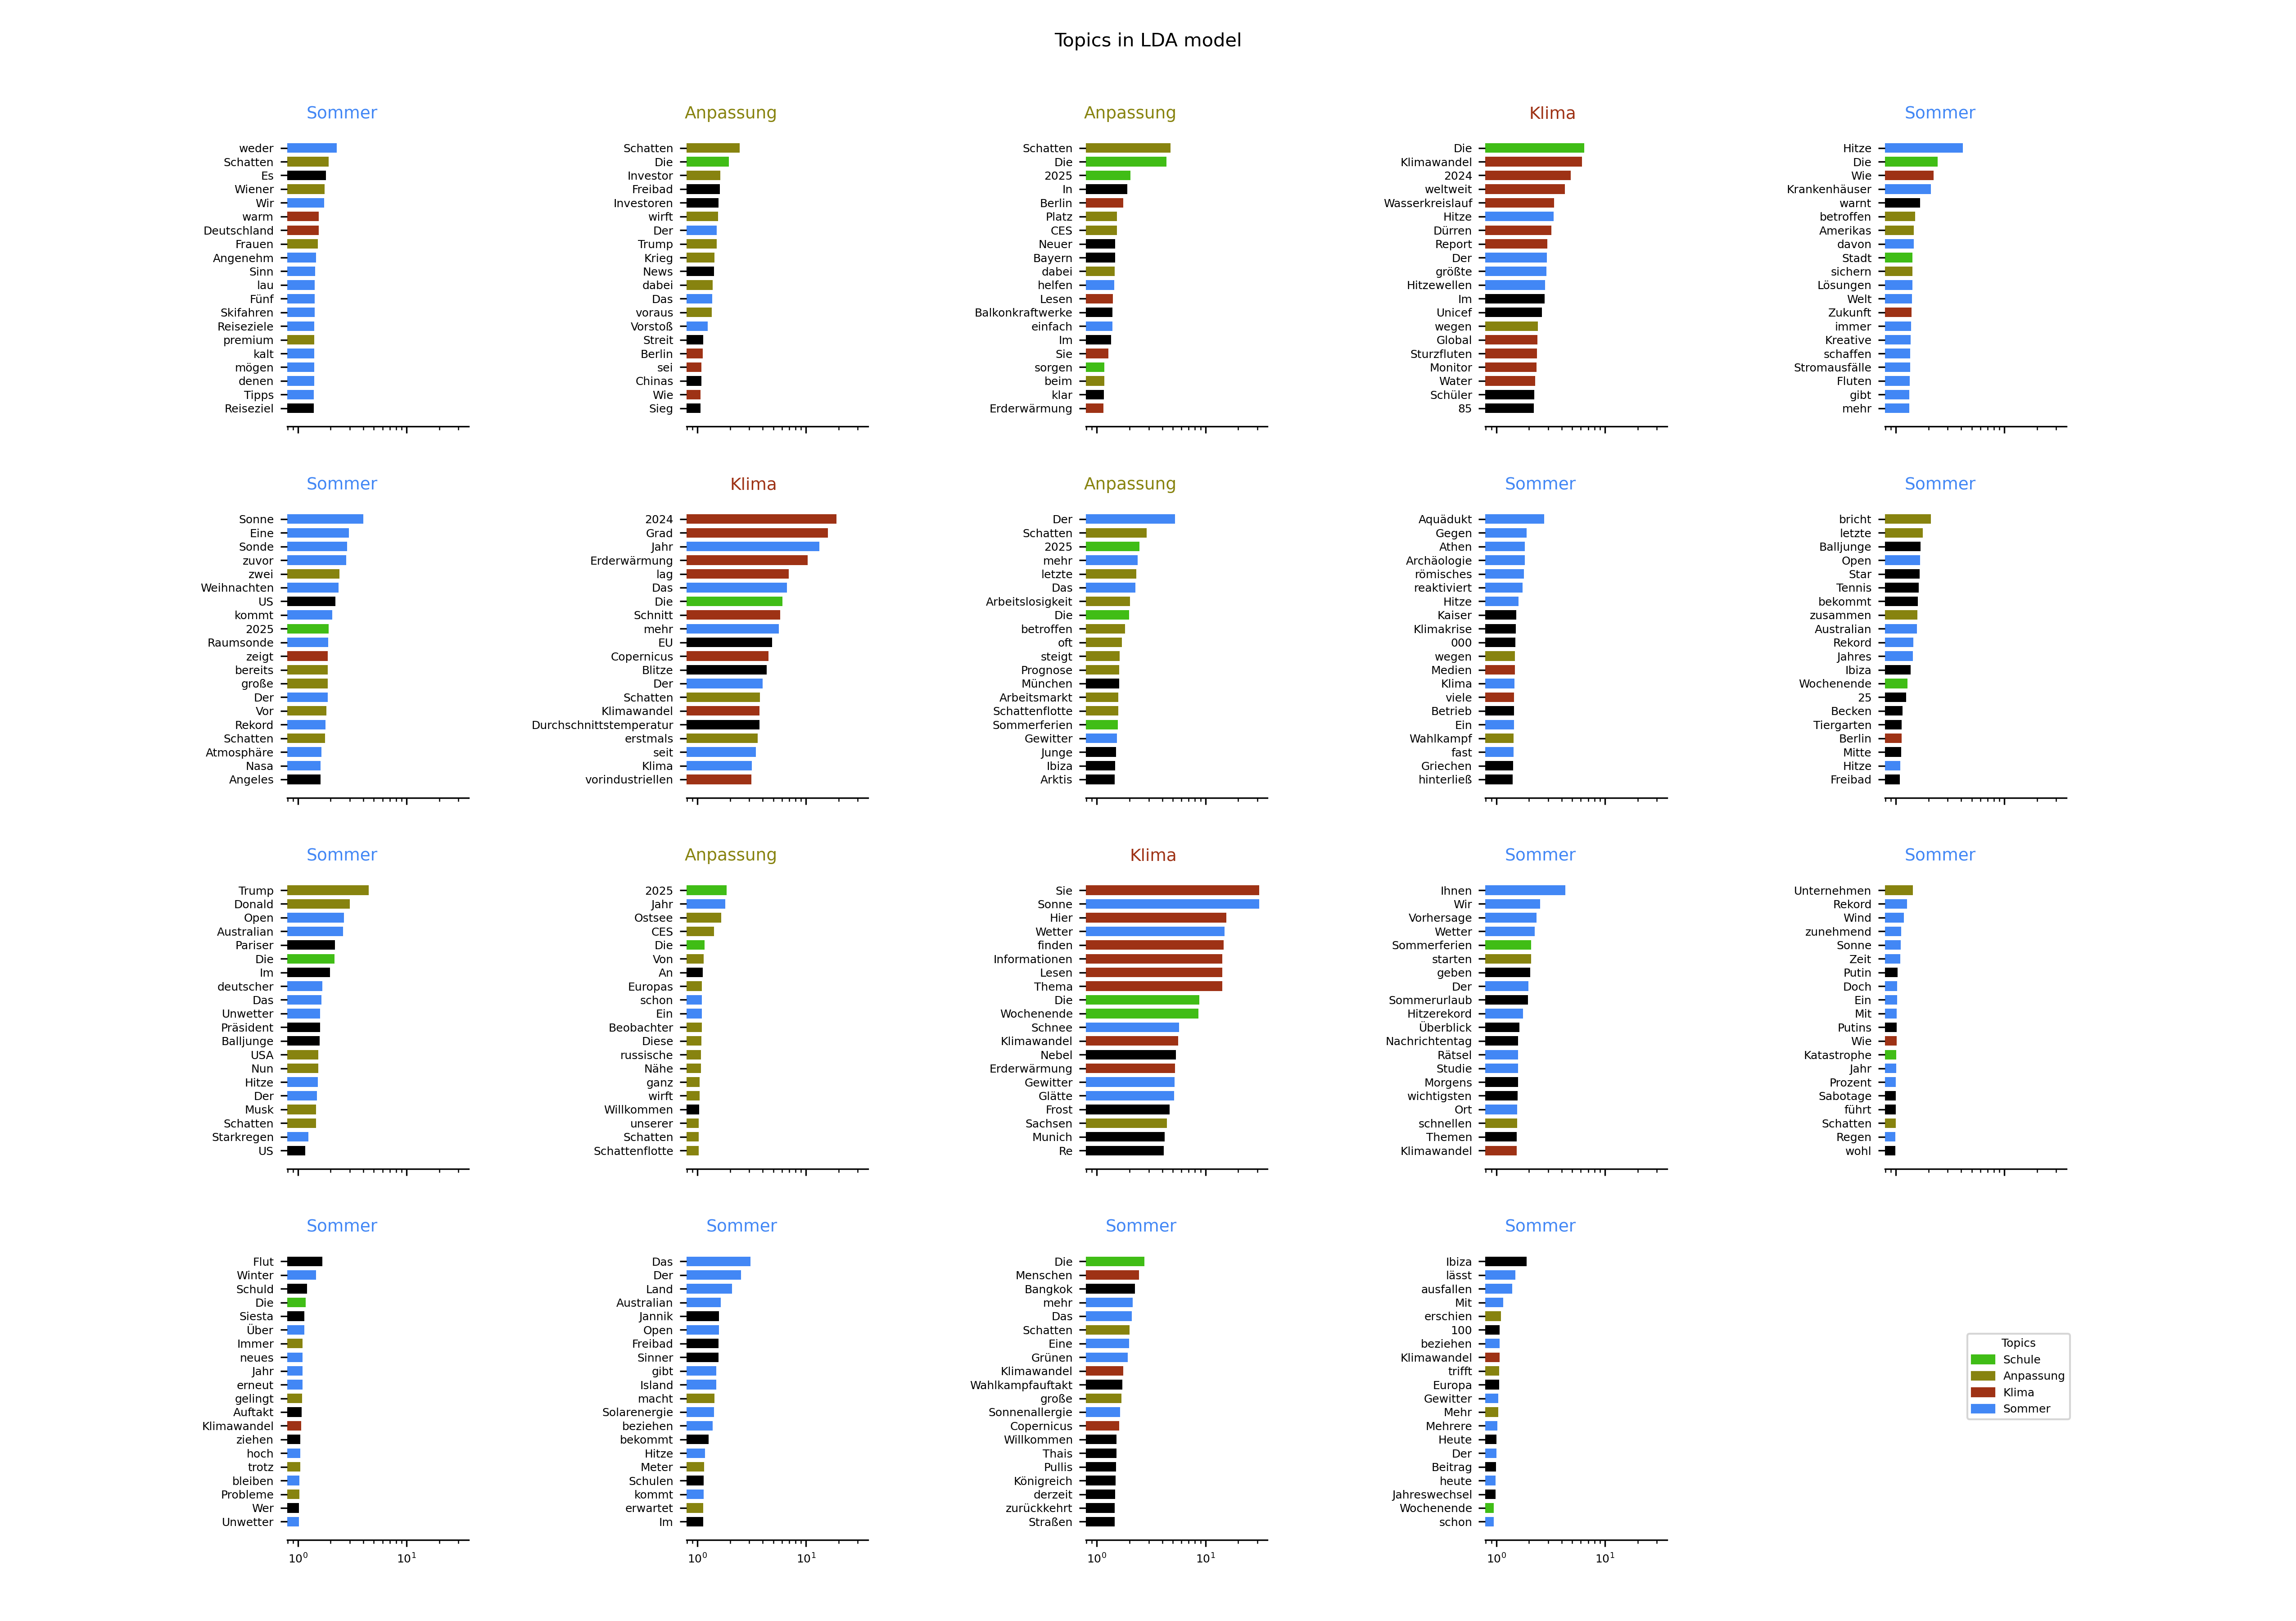 Topics in LDA model
Sommer
weder
Schatten
Es
Wiener
Wir
warm
Deutschland
Frauen
Angenehm
Sinn
lau
Fünf
Skifahren
Reiseziele
premium
kalt
mögen
denen
Tipps
Reiseziel
Anpassung
Schatten
Die
Investor
Freibad
Investoren
wirft
Der
Trump
Krieg
News
dabei
Das
voraus
Vorstoß
Streit
Berlin
sei
Chinas
Wie
Sieg
Anpassung
Schatten
Die
2025
In
Berlin
Platz
CES
Neuer
Bayern
dabei
helfen
Lesen
Balkonkraftwerke
einfach
Im
Sie
sorgen
beim
klar
Erderwärmung
Klima
Die
Klimawandel
2024
weltweit
Wasserkreislauf
Hitze
Dürren
Report
Der
größte
Hitzewellen
Im
Unicef
wegen
Global
Sturzfluten
Monitor
Water
Schüler
85
Sommer
Hitze
Die
Wie
Krankenhäuser
warnt
betroffen
Amerikas
davon
Stadt
sichern
Lösungen
Welt
Zukunft
immer
Kreative
schaffen
Stromausfälle
Fluten
gibt
mehr
Sommer
Sonne
Eine
Sonde
zuvor
zwei
Weihnachten
US
kommt
2025
Raumsonde
zeigt
bereits
große
Der
Vor
Rekord
Schatten
Atmosphäre
Nasa
Angeles
Klima
2024
Grad
Jahr
Erderwärmung
lag
Das
Die
Schnitt
mehr
EU
Copernicus
Blitze
Der
Schatten
Klimawandel
Durchschnittstemperatur
erstmals
seit
Klima
vorindustriellen
Anpassung
Der
Schatten
2025
mehr
letzte
Das
Arbeitslosigkeit
Die
betroffen
oft
steigt
Prognose
München
Arbeitsmarkt
Schattenflotte
Sommerferien
Gewitter
Junge
Ibiza
Arktis
Sommer
Aquädukt
Gegen
Athen
Archäologie
römisches
reaktiviert
Hitze
Kaiser
Klimakrise
000
wegen
Medien
Klima
viele
Betrieb
Ein
Wahlkampf
fast
Griechen
hinterließ
Sommer
bricht
letzte
Balljunge
Open
Star
Tennis
bekommt
zusammen
Australian
Rekord
Jahres
Ibiza
Wochenende
25
Becken
Tiergarten
Berlin
Mitte
Hitze
Freibad
Sommer
Trump
Donald
Open
Australian
Pariser
Die
Im
deutscher
Das
Unwetter
Präsident
Balljunge
USA
Nun
Hitze
Der
Musk
Schatten
Starkregen
US
Anpassung
2025
Jahr
Ostsee
CES
Die
Von
An
Europas
schon
Ein
Beobachter
Diese
russische
Nähe
ganz
wirft
Willkommen
unserer
Schatten
Schattenflotte
Klima
Sie
Sonne
Hier
Wetter
finden
Informationen
Lesen
Thema
Die
Wochenende
Schnee
Klimawandel
Nebel
Erderwärmung
Gewitter
Glätte
Frost
Sachsen
Munich
Re
Sommer
Ihnen
Wir
Vorhersage
Wetter
Sommerferien
starten
geben
Der
Sommerurlaub
Hitzerekord
Überblick
Nachrichtentag
Rätsel
Studie
Morgens
wichtigsten
Ort
schnellen
Themen
Klimawandel
Sommer
Unternehmen
Rekord
Wind
zunehmend
Sonne
Zeit
Putin
Doch
Ein
Mit
Putins
Wie
Katastrophe
Jahr
Prozent
Sabotage
führt
Schatten
Regen
wohl
Sommer
Flut
Winter
Schuld
Die
Siesta
Über
Immer
neues
Jahr
erneut
gelingt
Auftakt
Klimawandel
ziehen
hoch
trotz
bleiben
Probleme
Wer
Unwetter
10⁰ 10¹
Sommer
Das
Der
Land
Australian
Jannik
Open
Freibad
Sinner
gibt
Island
macht
Solarenergie
beziehen
bekommt
Hitze
Meter
Schulen
kommt
erwartet
Im
10⁰ 10¹
Sommer
Die
Menschen
Bangkok
mehr
Das
Schatten
Eine
Grünen
Klimawandel
Wahlkampfauftakt
große
Sonnenallergie
Copernicus
Willkommen
Thais
Pullis
Königreich
derzeit
zurückkehrt
Straßen
10⁰ 10¹
Sommer
Ibiza
lässt
ausfallen
Mit
erschien
100
beziehen
Klimawandel
trifft
Europa
Gewitter
Mehr
Mehrere
Heute
Der
Beitrag
heute
Jahreswechsel
Wochenende
schon
10⁰ 10¹
Topics
Schule
Anpassung
Klima
Sommer